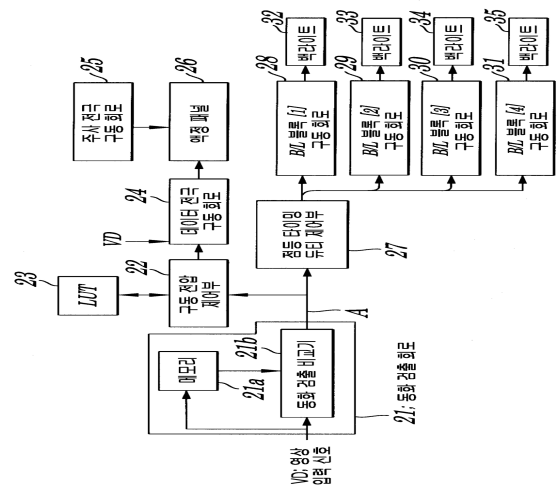 25
주사전극
구동회로
23
LUT
VD
22
구동전압
제어부
24
데이터전극
구동회로
26
액정패널
메모리
21a
21b
동화검출비교기
VD; 영상
입력신호
A
21; 동화검출회로
점등 타이밍
듀티 제어부
27
28
B/L 블록 [1]
구동회로
32
백라이트
29
B/L 블록 [2]
구동회로
33
백라이트
30
B/L 블록 [3]
구동회로
34
백라이트
31
B/L 블록 [4]
구동회로
35
백라이트